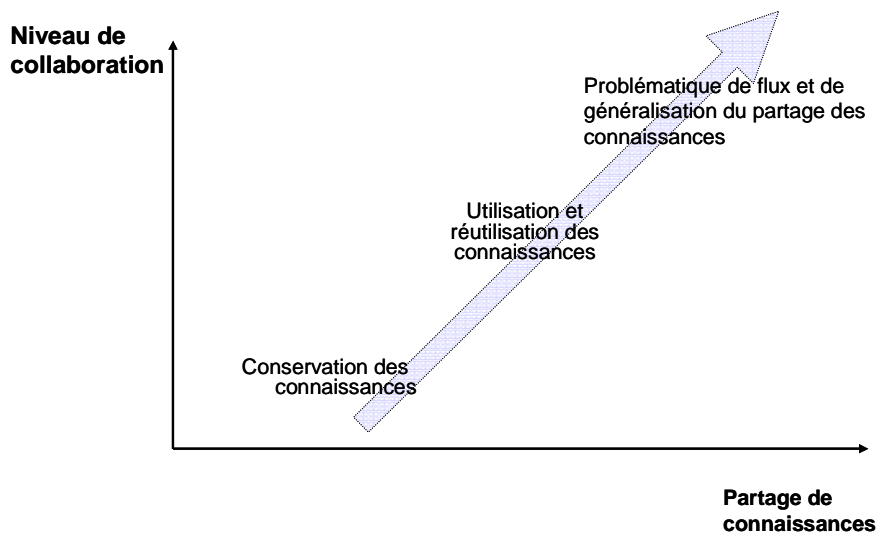 Niveau de
collaboration
Problématique de flux et de
généralisation du partage des
connaissances
Utilisation et
réutilisation des
connaissances
Conservation des
connaissances
Partage de
connaissances